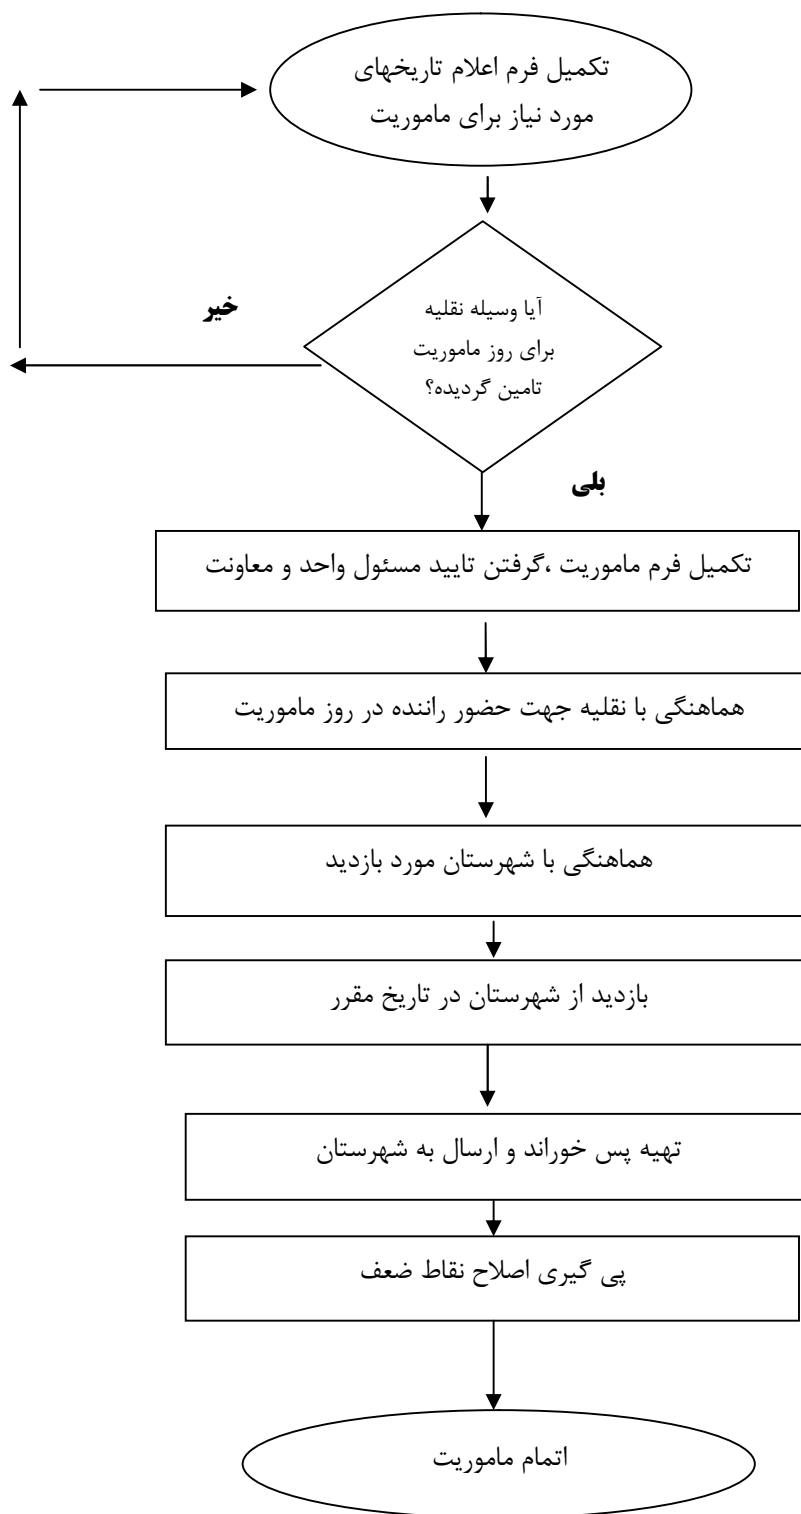 تکمیل فرم اعلام تاریخهای
مورد نیاز برای ماموریت
آیا وسیله نقلیه
برای روز ماموریت
تامین گردیده؟
خیر
بلی
تکمیل فرم ماموریت ،گرفتن تایید مسئول واحد و معاونت
هماهنگی با نقلیه جهت حضور راننده در روز ماموریت
هماهنگی با شهرستان مورد بازدید
بازدید از شهرستان در تاریخ مقرر
تهیه پس خوراند و ارسال به شهرستان
پی گیری اصلاح نقاط ضعف
اتمام ماموریت